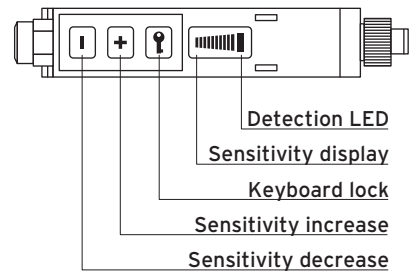 Detection LED
Sensitivity display
Keyboard lock
Sensitivity increase
Sensitivity decrease